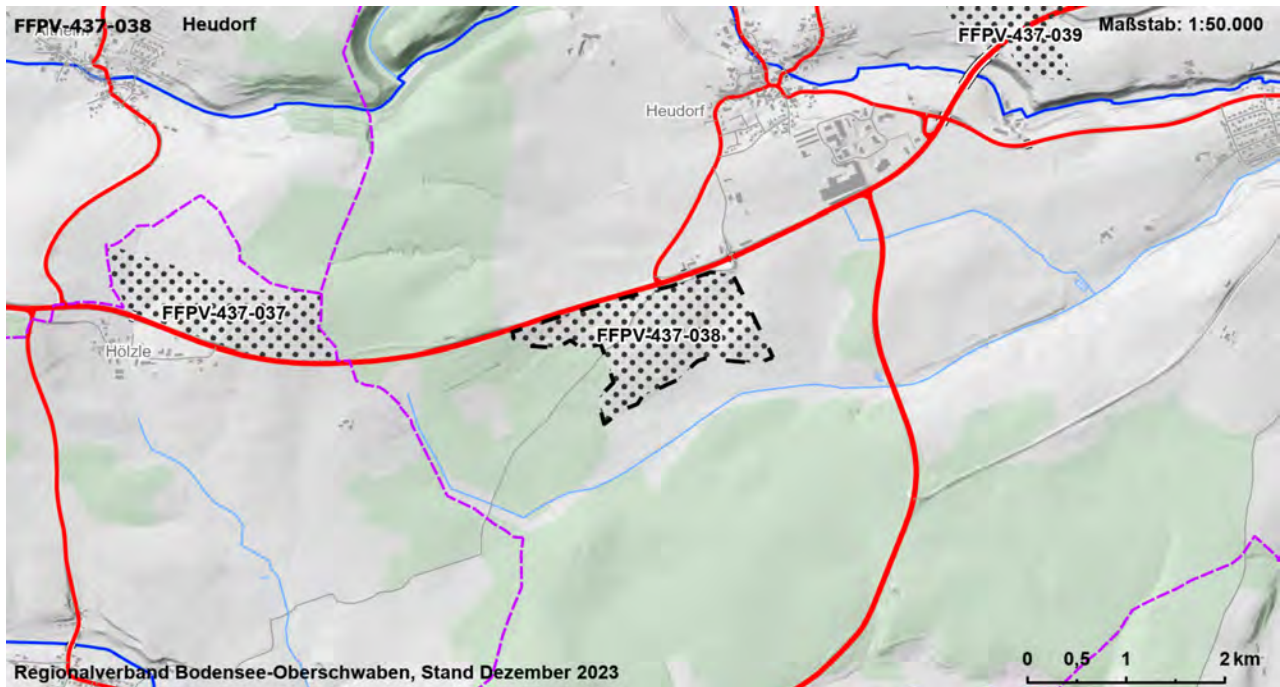 FFPV-437-038 Heudorf
FFPV-437-039
Maßstab: 1:50.000
Altheim
Heudorf
FFPV-437-037
FFPV-437-038
Hölzle
Regionalverband Bodensee-Oberschwaben, Stand Dezember 2023
0 0,5 1 2 km